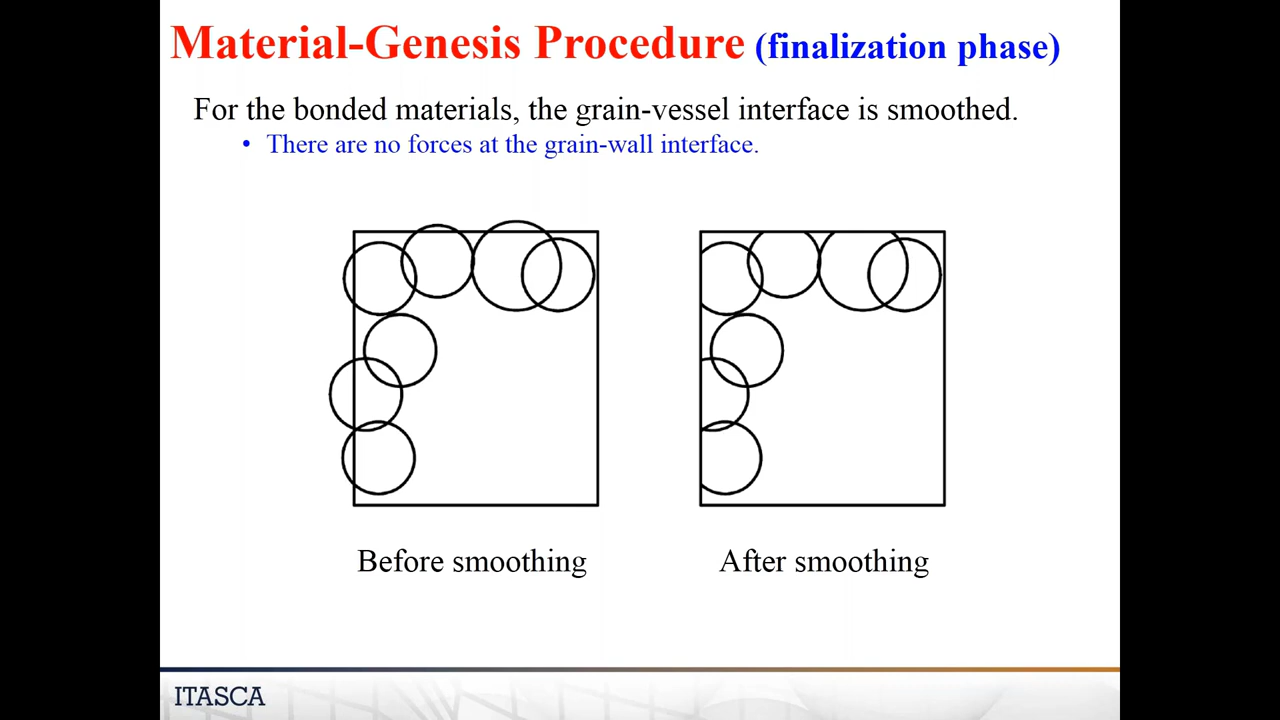 Material-Genesis Procedure (finalization phase)
For the bonded materials, the grain-vessel interface is smoothed.
• There are no forces at the grain-wall interface.
Before smoothing After smoothing
ITASCA